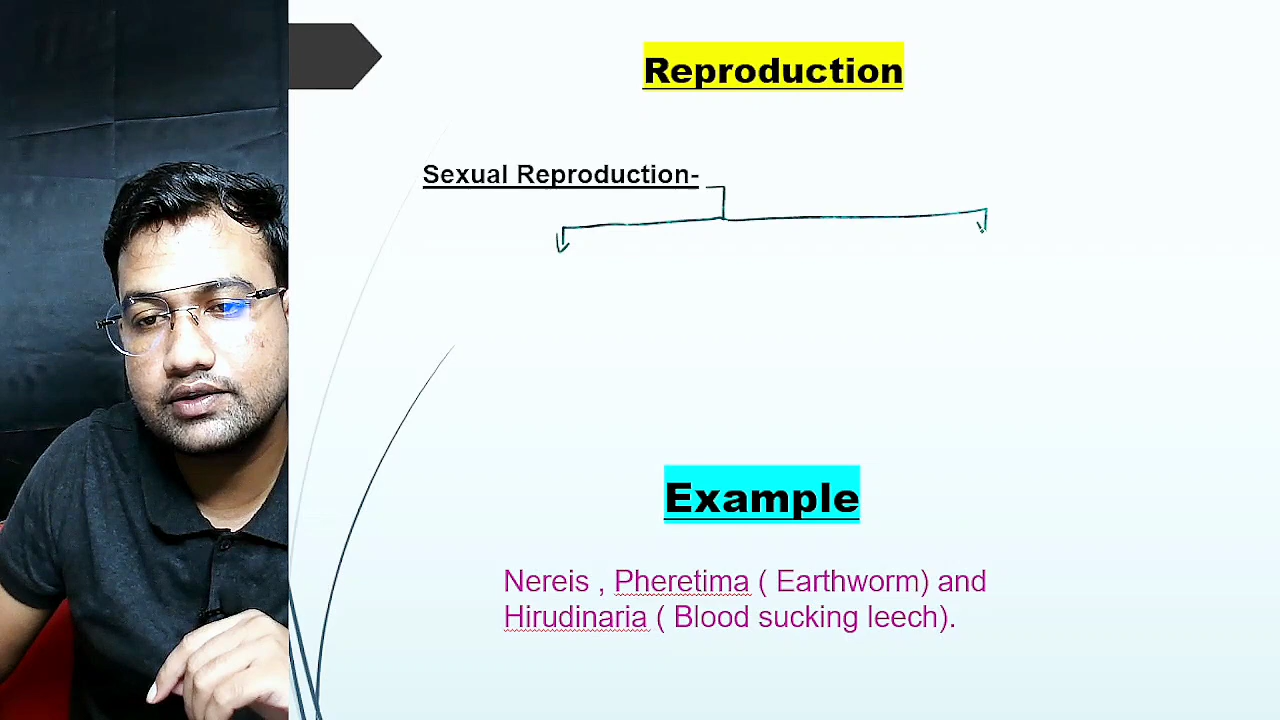 Reproduction
Sexual Reproduction-
Example
Nereis , Pheretima ( Earthworm) and
Hirudinaria ( Blood sucking leech).